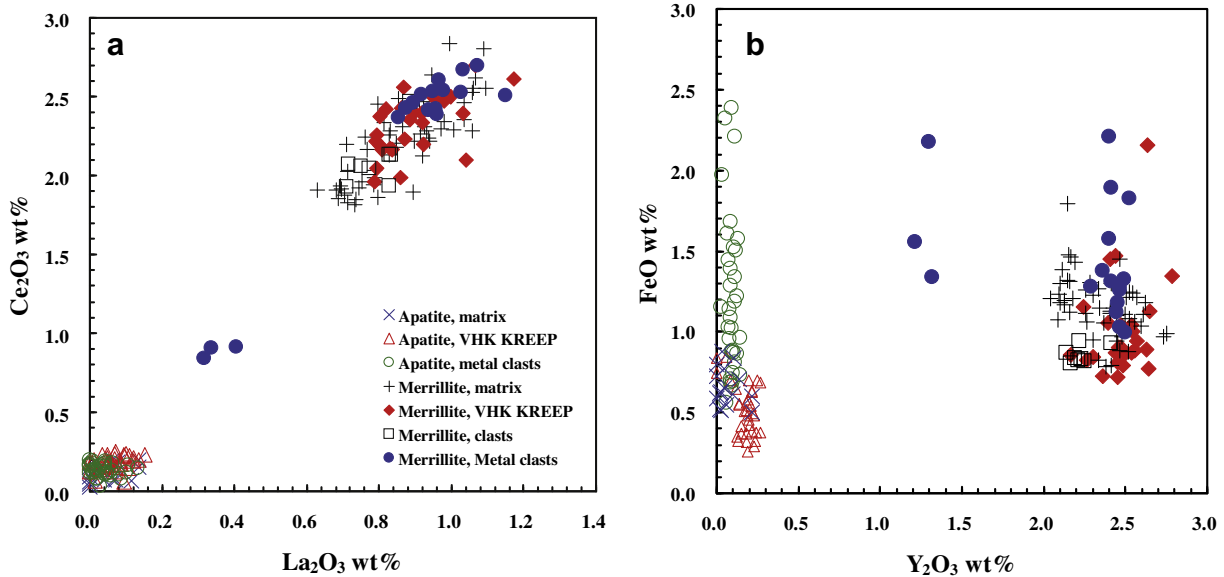 a
Ce₂O₃ wt%
3.0
2.5
2.0
1.5
1.0
0.5
0.0
0.0 0.2 0.4 0.6 0.8 1.0 1.2 1.4
La₂O₃ wt%
Apatite, matrix
Apatite, VHK KREEP
Apatite, metal clasts
Merrillite, matrix
Merrillite, VHK KREEP
Merrillite, clasts
Merrillite, Metal clasts
b
FeO wt%
3.0
2.5
2.0
1.5
1.0
0.5
0.0
0.0 1.0 2.0 2.5 3.0
Y₂O₃ wt%